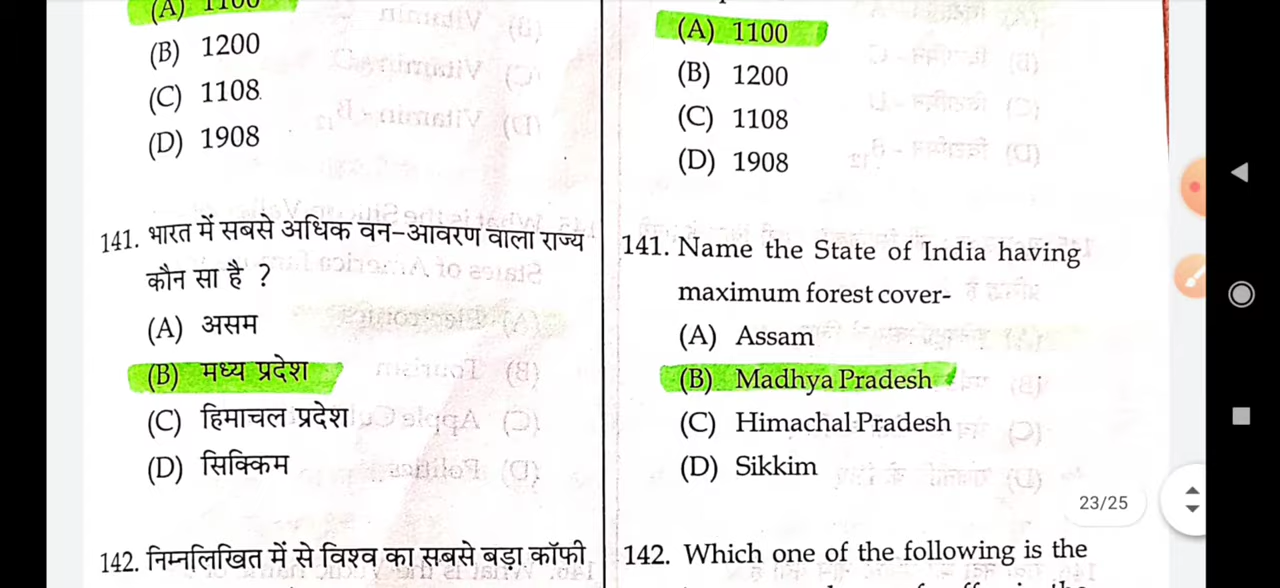 (A) 1100
(B) 1200
(C) 1108
(D) 1908
141. भारत में सबसे अधिक वन-आवरण वाला राज्य
कौन सा है ?
(A) असम
(B) मध्य प्रदेश
(C) हिमाचल प्रदेश
(D) सिक्किम
142. निम्नलिखित में से विश्व का सबसे बड़ा कॉफी
(A) 1100
(B) 1200
(C) 1108
(D) 1908
141. Name the State of India having
maximum forest cover-
(A) Assam
(B) Madhya Pradesh
(C) Himachal Pradesh
(D) Sikkim
142. Which one of the following is the
23/25